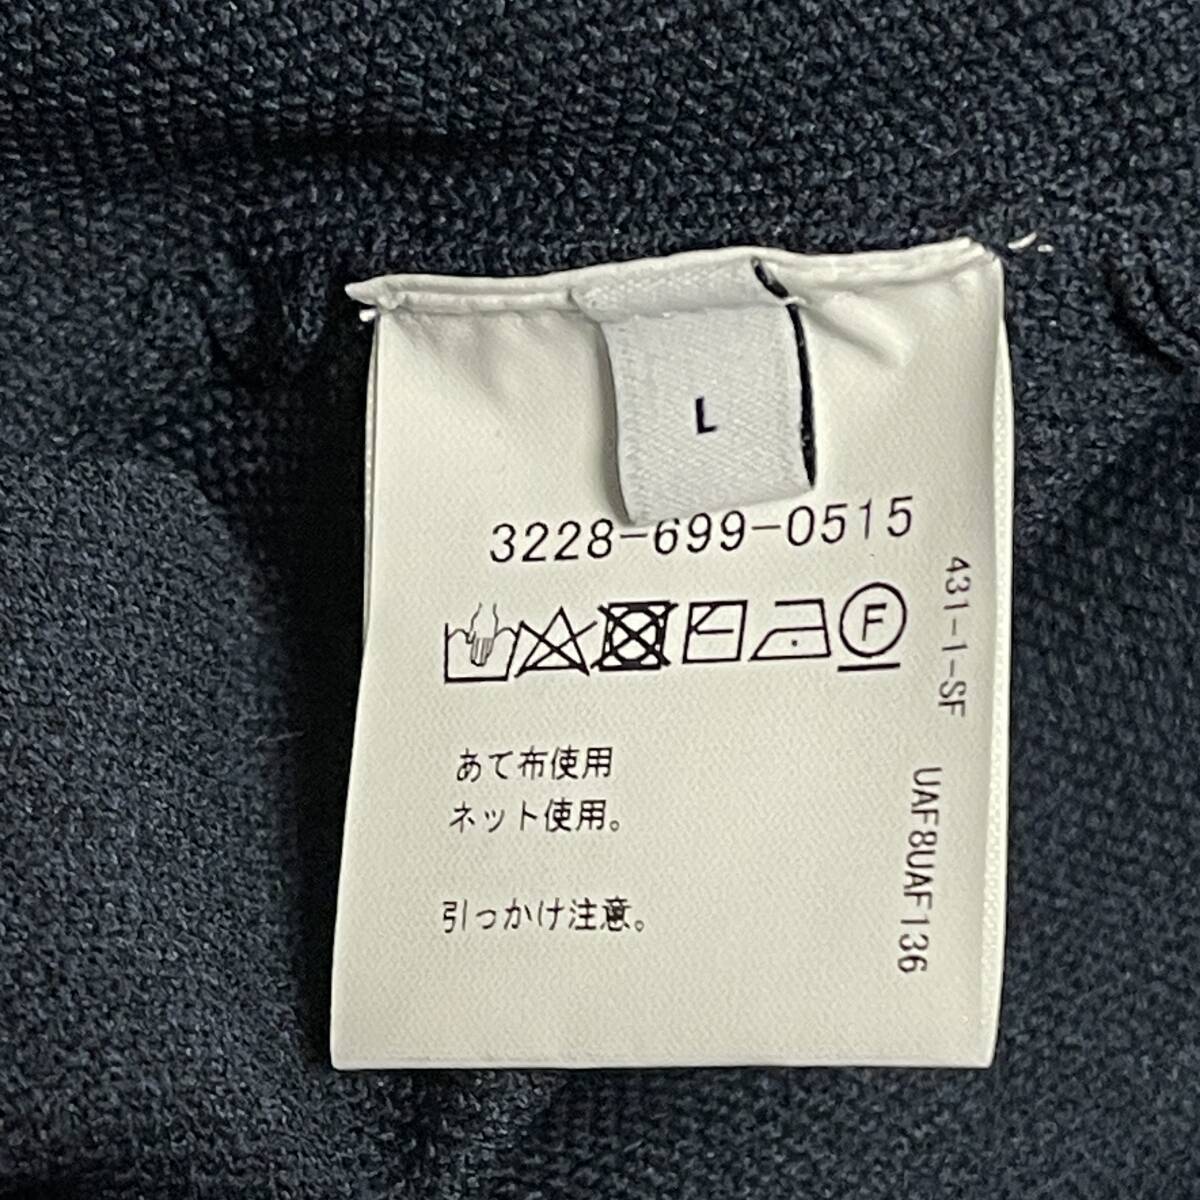 L
3228-699-0515
F
あて布使用
ネット使用。
引っかけ注意。
431-1-SF
UAF8UAF136